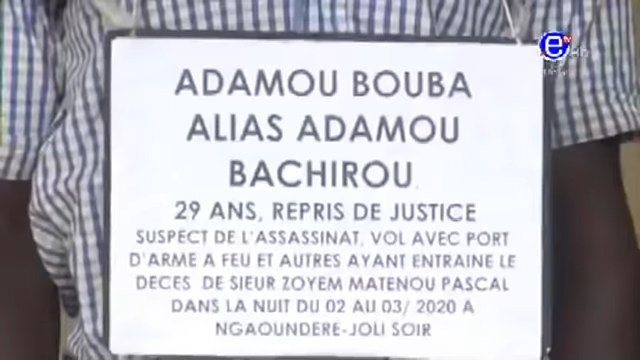 ADAMOU BOUBA
ALIAS ADAMOU
BACHIROU
29 ANS, REPRIS DE JUSTICE
SUSPECT DE L'ASSASSINAT, VOL AVEC PORT
D'ARME A FEU ET AUTRES AYANT ENTRAINE LE
DECES DE SIEUR ZOYEM MATENOU PASCAL
DANS LA NUIT DU 02 AU 03/ 2020 A
NGAOUNDERE-JOLI SOIR